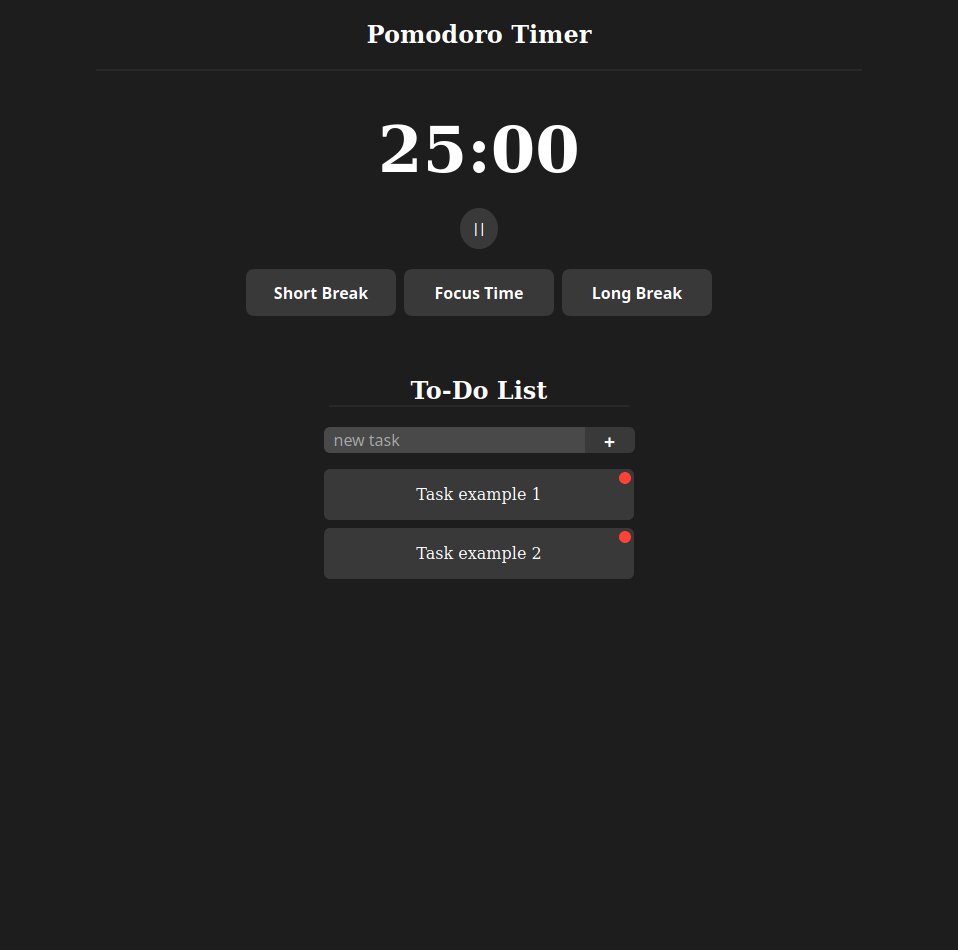 Pomodoro Timer
25:00
||
Short Break Focus Time Long Break
To-Do List
new task +
Task example 1
Task example 2